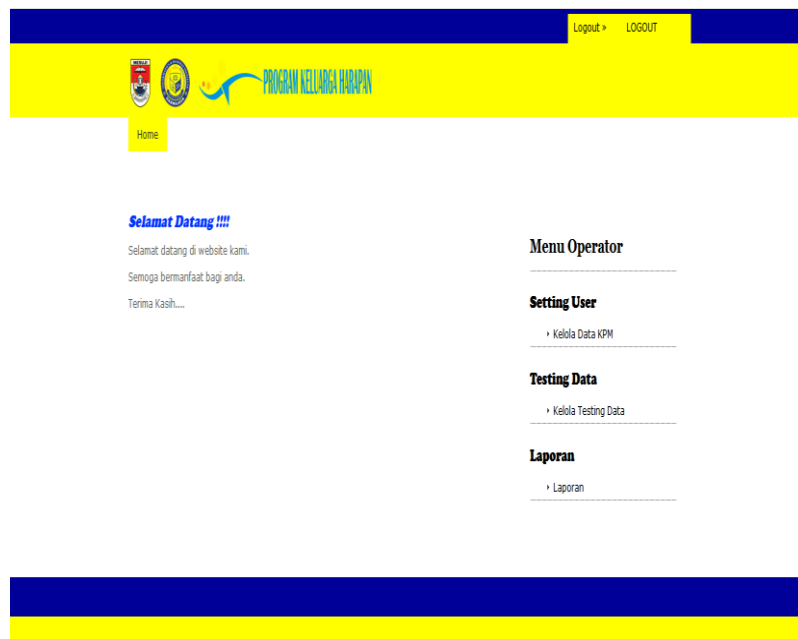 Logout » LOGOUT
MESUJI
PROGRAM KELUARGA HARAPAN
Home
Selamat Datang !!!!
Selamat datang di website kami.
Semoga bermanfaat bagi anda.
Terima Kasih....
Menu Operator
Setting User
Kelola Data KPM
Testing Data
Kelola Testing Data
Laporan
Laporan